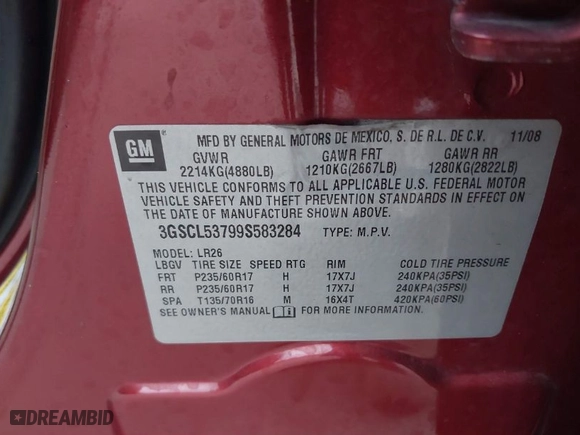 GM
MFD BY GENERAL MOTORS DE MEXICO, S. DE R.L. DE C.V. 11/08
GVWR GAWR FRT GAWR RR
2214KG(4880LB) 1210KG(2667LB) 1280KG(2822LB)
THIS VEHICLE CONFORMS TO ALL APPLICABLE U.S. FEDERAL MOTOR
VEHICLE SAFETY AND THEFT PREVENTION STANDARDS IN EFFECT ON
THE DATE OF MANUFACTURE SHOWN ABOVE.
3GSCL53799S583284 TYPE: M.P.V.
MODEL: LR26
LBGV TIRE SIZE SPEED RTG RIM COLD TIRE PRESSURE
FRT P235/60R17 H 17X7J 240KPA(35PSI)
RR P235/60R17 H 17X7J 240KPA(35PSI)
SPA T135/70R16 M 16X4T 420KPA(60PSI)
SEE OWNER'S MANUAL FOR MORE INFORMATION
DREAMBID